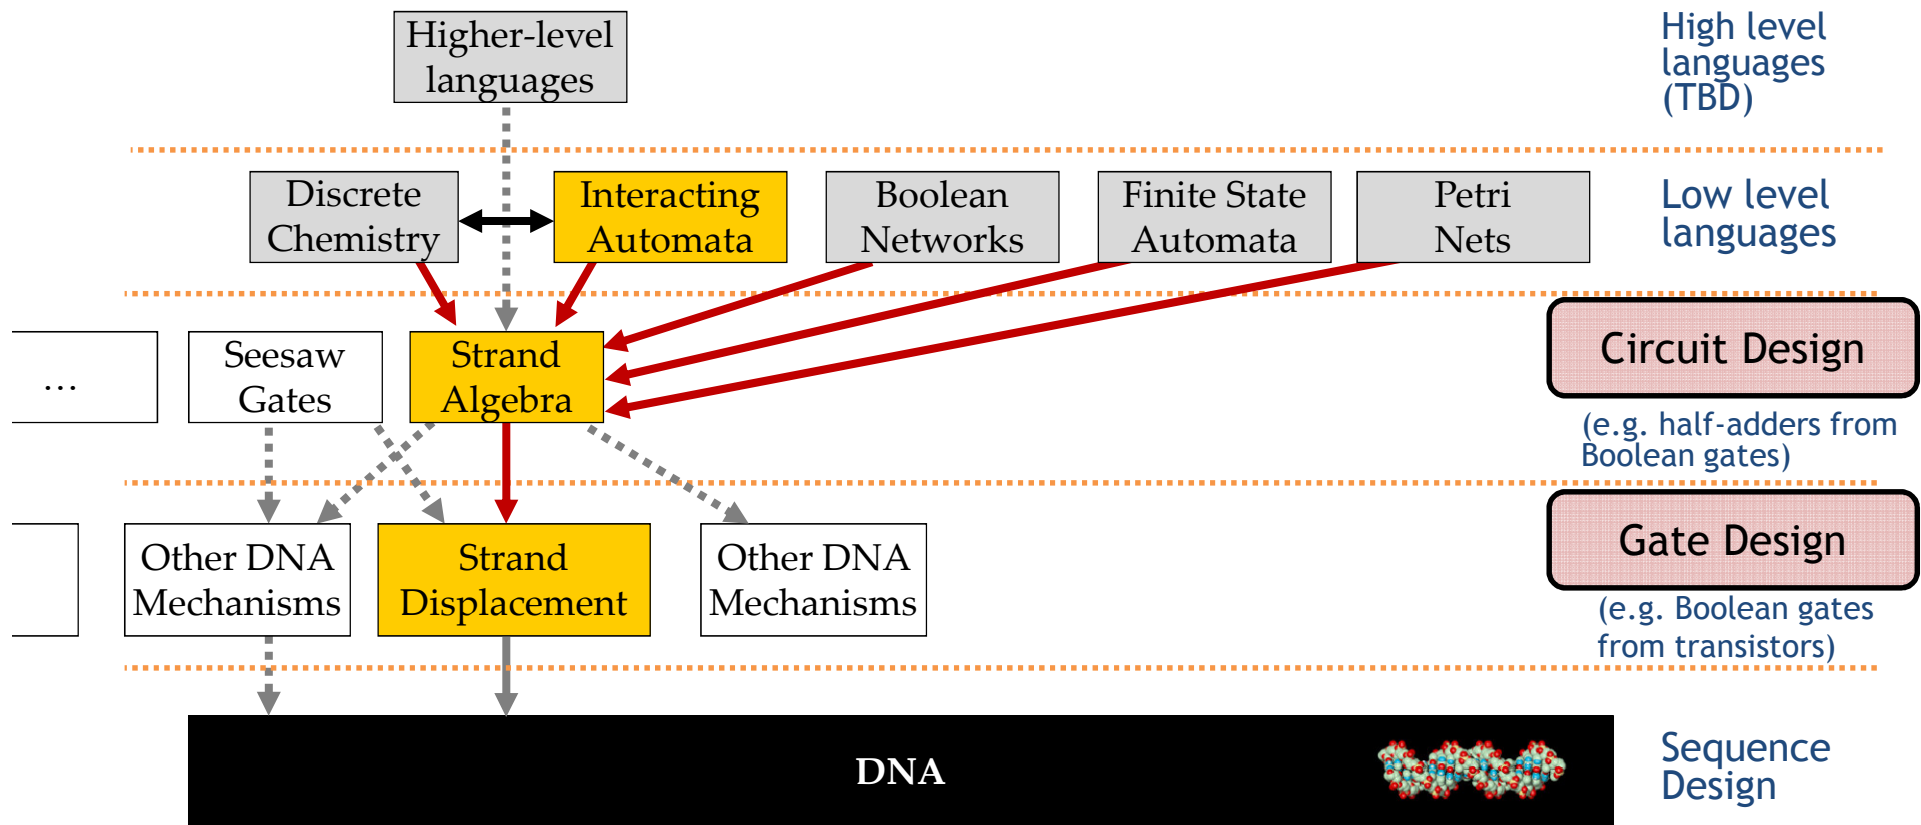 Higher-level
languages
High level
languages
(TBD)
Discrete
Chemistry
Interacting
Automata
Boolean
Networks
Finite State
Automata
Petri
Nets
Low level
languages
...
Seesaw
Gates
Strand
Algebra
Circuit Design
(e.g. half-adders from
Boolean gates)
Other DNA
Mechanisms
Strand
Displacement
Other DNA
Mechanisms
Gate Design
(e.g. Boolean gates
from transistors)
DNA
Sequence
Design